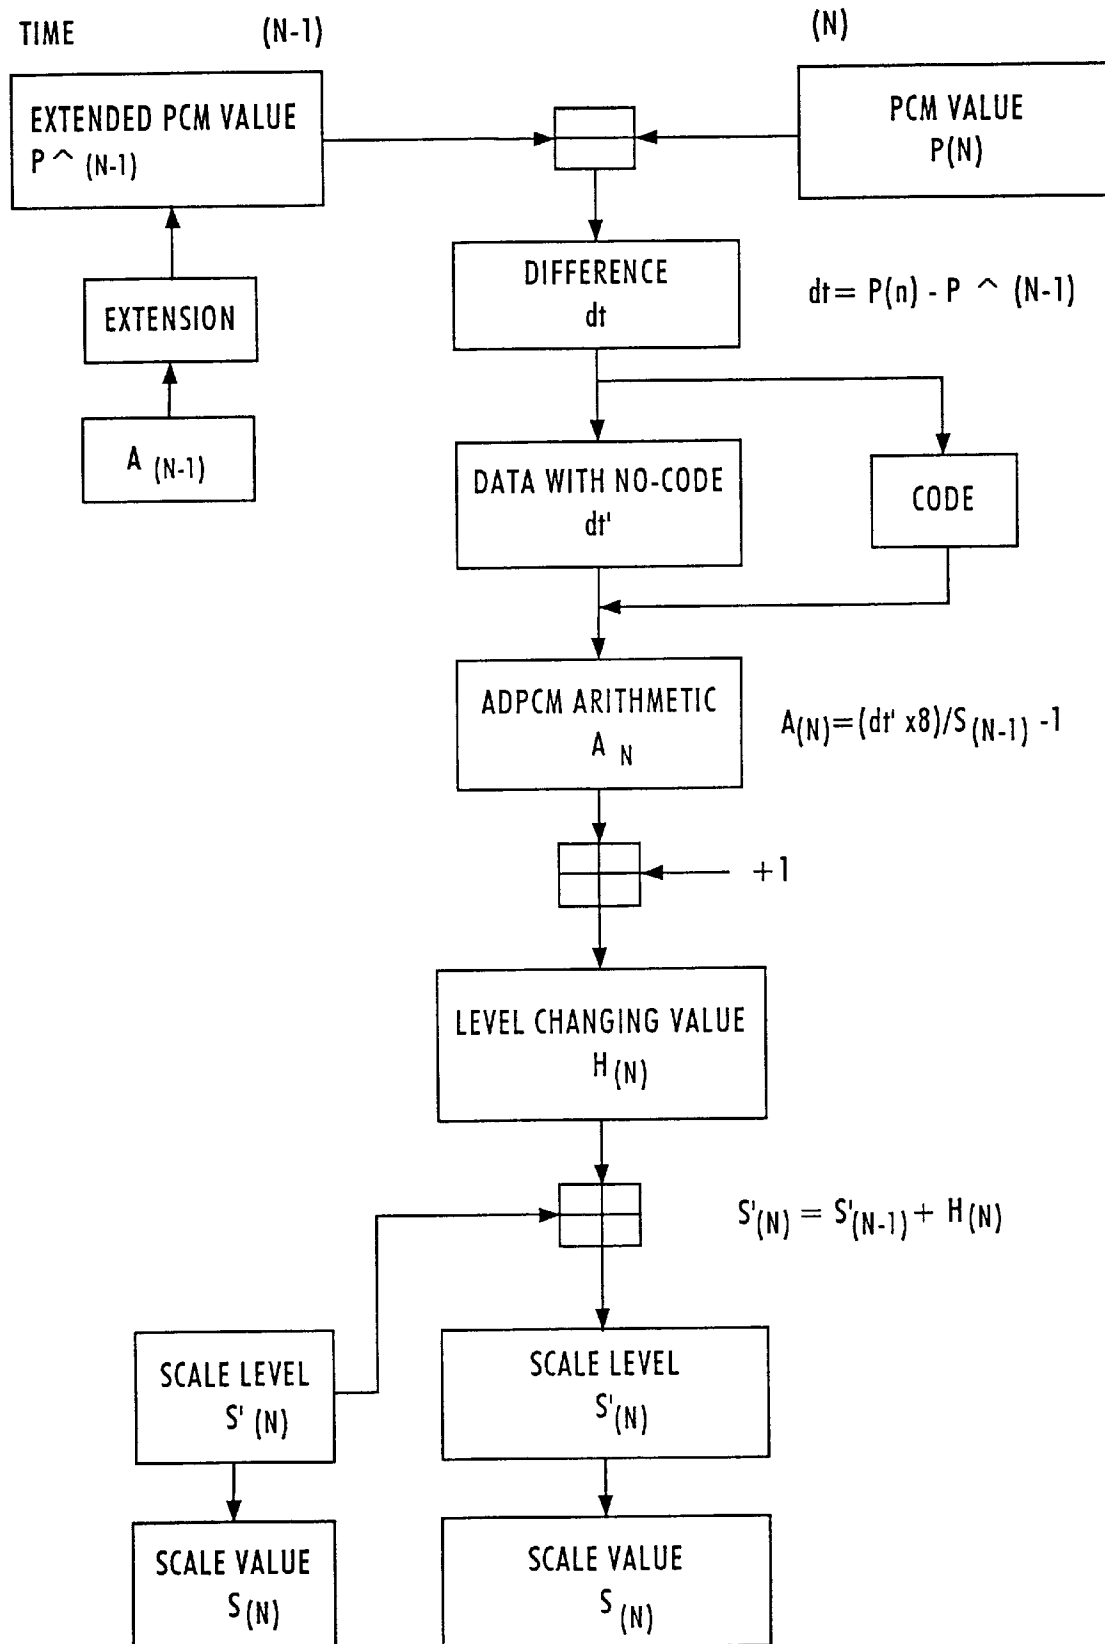 TIME (N-1) (N)
EXTENDED PCM VALUE
P ^ (N-1)
PCM VALUE
P(N)
EXTENSION
A (N-1)
DIFFERENCE
dt
dt= P(n) - P ^ (N-1)
DATA WITH NO-CODE
dt'
CODE
ADPCM ARITHMETIC
A N
A(N)=(dt' x8)/S(N-1) -1
+1
LEVEL CHANGING VALUE
H(N)
S'(N) = S'(N-1)+ H(N)
SCALE LEVEL
S' (N)
SCALE LEVEL
S'(N)
SCALE VALUE
S(N)
SCALE VALUE
S(N)